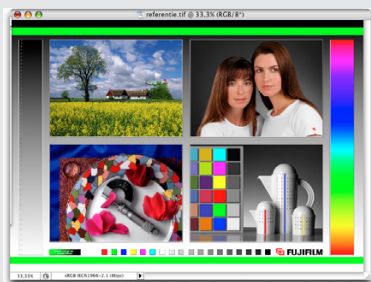 referentie.tif @ 33,3% (RGB/8*)
FUJIFILM
33,33%
sRGB IEC61966-2.1 (8bpc)